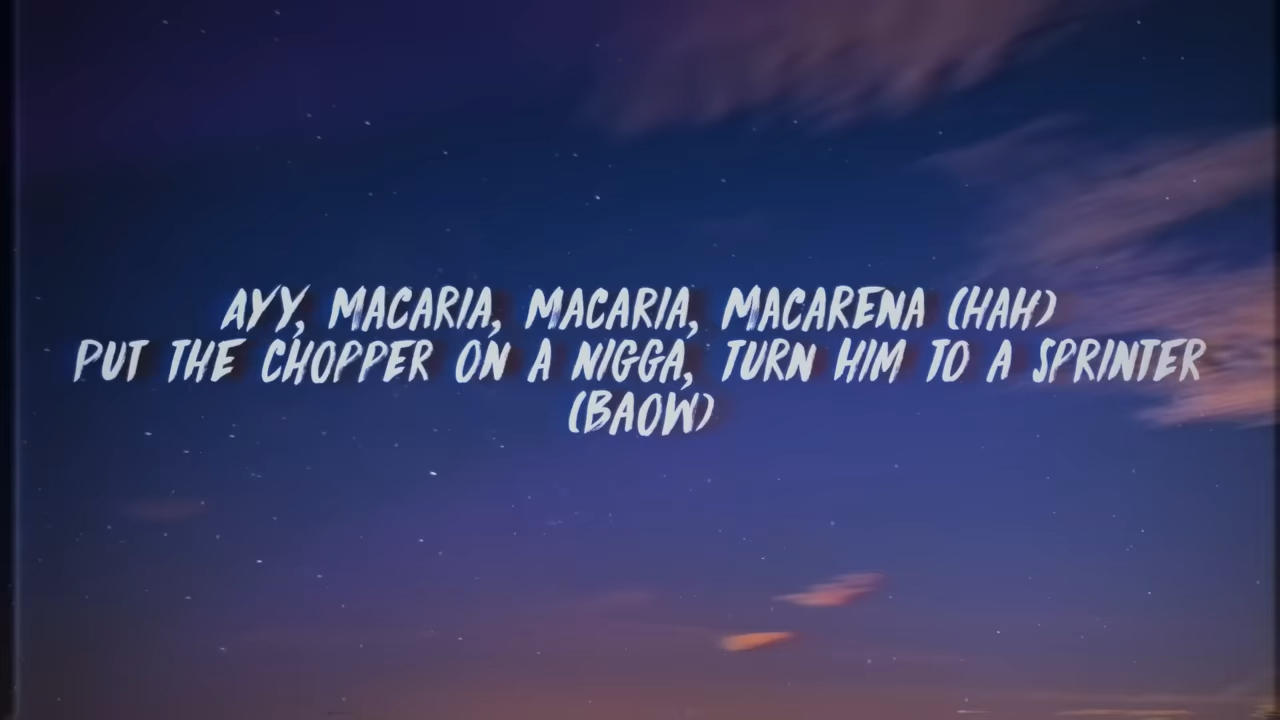 AYY, MACARIA, MACARIA, MACARENA (HAH)
PUT THE CHOPPER ON A NIGGA, TURN HIM TO A SPRINTER
(BAOW)